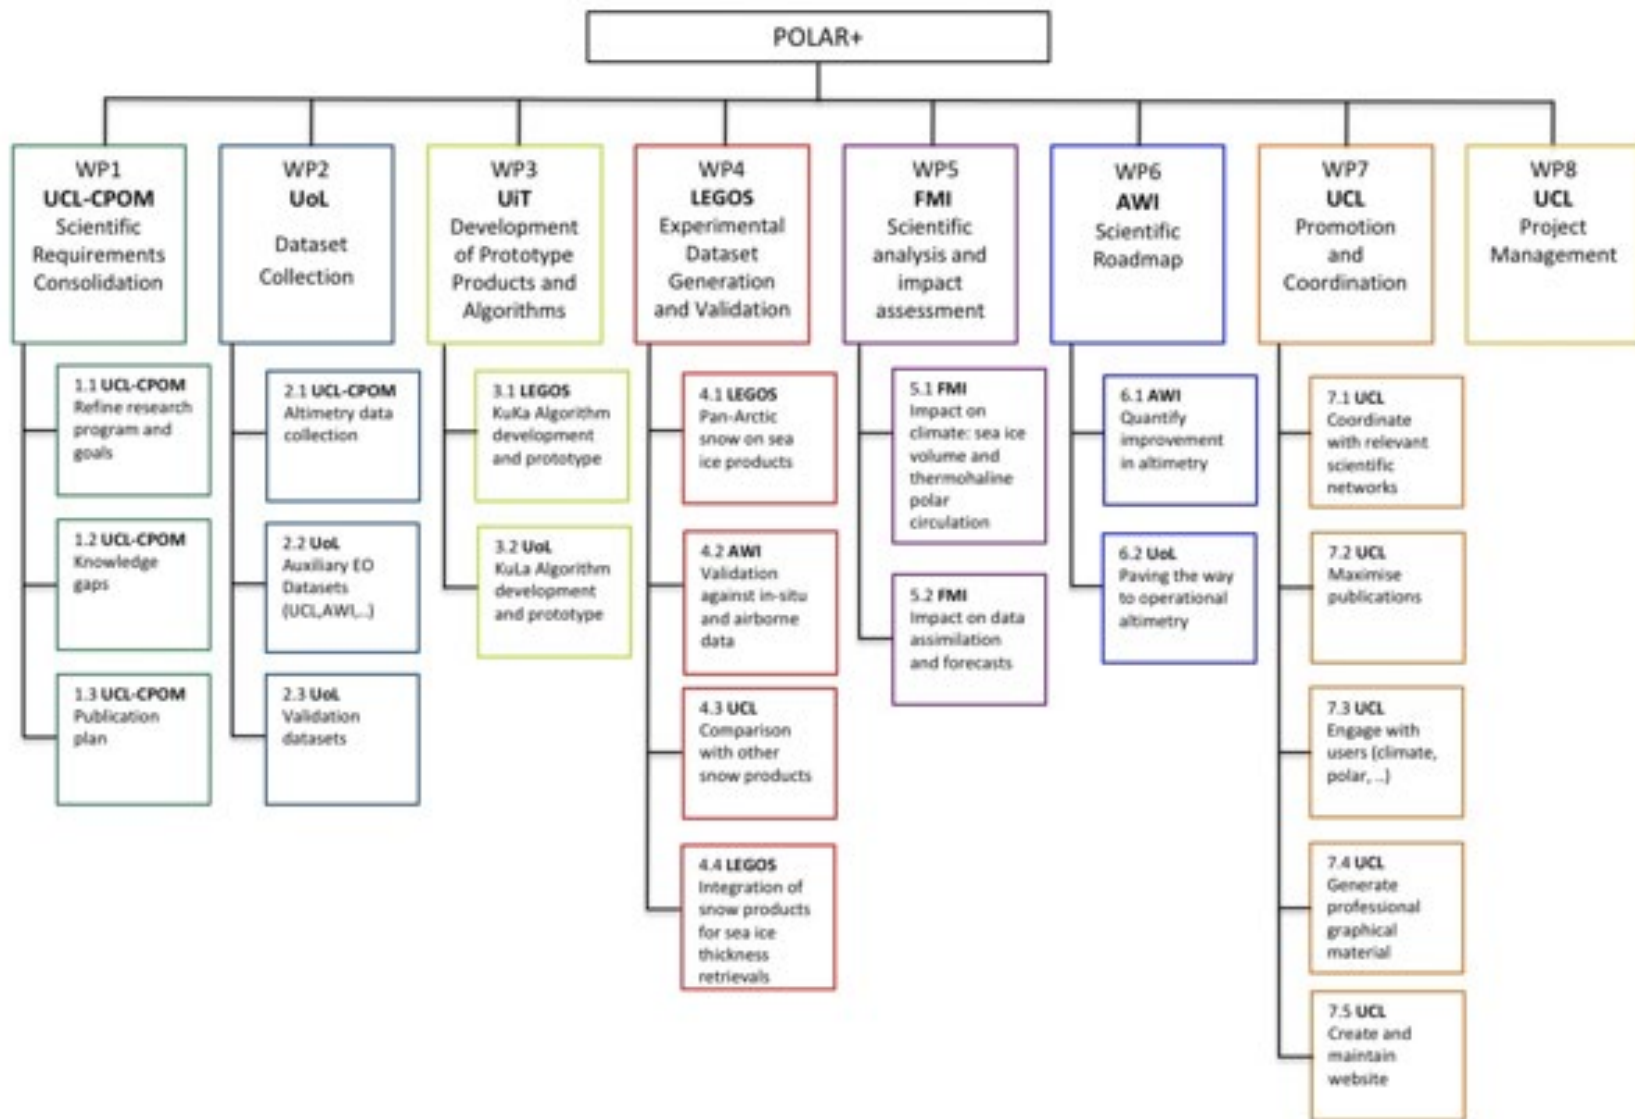 POLAR+
WP1
UCL-CPOM
Scientific
Requirements
Consolidation
1.1 UCL-CPOM
Refine research
program and
goals
1.2 UCL-CPOM
Knowledge
gaps
1.3 UCL-CPOM
Publication
plan
WP2
UoL
Dataset
Collection
2.1 UCL-CPOM
Altimetry data
collection
2.2 UoL
Auxiliary EO
Datasets
(UCL,AWI,..)
2.3 UoL
Validation
datasets
WP3
UiT
Development
of Prototype
Products and
Algorithms
3.1 LEGOS
KuKa Algorithm
development
and prototype
3.2 UoL
KuLa Algorithm
development
and prototype
WP4
LEGOS
Experimental
Dataset
Generation
and Validation
4.1 LEGOS
Pan-Arctic
snow on sea
ice products
4.2 AWI
Validation
against in-situ
and airborne
data
4.3 UCL
Comparison
with other
snow products
4.4 LEGOS
Integration of
snow products
for sea ice
thickness
retrievals
WP5
FMI
Scientific
analysis and
impact
assessment
5.1 FMI
Impact on
climate: sea ice
volume and
thermohaline
polar
circulation
5.2 FMI
Impact on data
assimilation
and forecasts
WP6
AWI
Scientific
Roadmap
6.1 AWI
Quantify
improvement
in altimetry
6.2 UoL
Paving the way
to operational
altimetry
WP7
UCL
Promotion
and
Coordination
7.1 UCL
Coordinate
with relevant
scientific
networks
7.2 UCL
Maximise
publications
7.3 UCL
Engage with
users (climate,
polar, ..)
7.4 UCL
Generate
professional
graphical
material
7.5 UCL
Create and
maintain
website
WP8
UCL
Project
Management